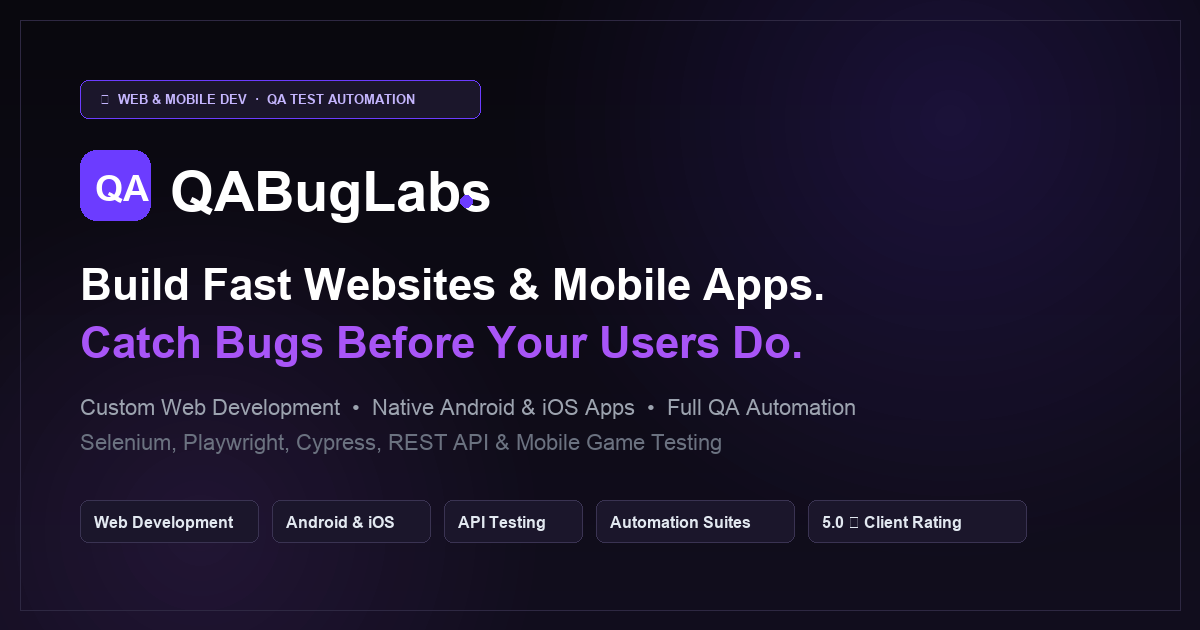 WEB & MOBILE DEV · QA TEST AUTOMATION
QA QABugLabs
Build Fast Websites & Mobile Apps.
Catch Bugs Before Your Users Do.
Custom Web Development • Native Android & iOS Apps • Full QA Automation
Selenium, Playwright, Cypress, REST API & Mobile Game Testing
Web Development Android & iOS API Testing Automation Suites 5.0 Client Rating